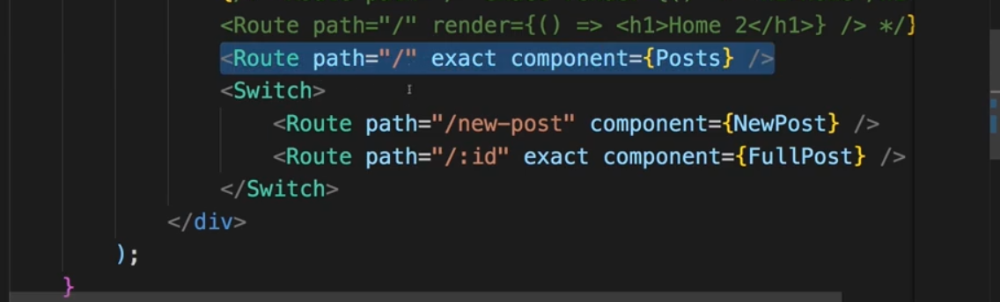 <Route path="/" render={() => <h1>Home 2</h1>} /> */}
<Route path="/" exact component={Posts} />
<Switch>
<Route path="/new-post" component={NewPost} />
<Route path="/:id" exact component={FullPost} />
</Switch>
</div>
);
}